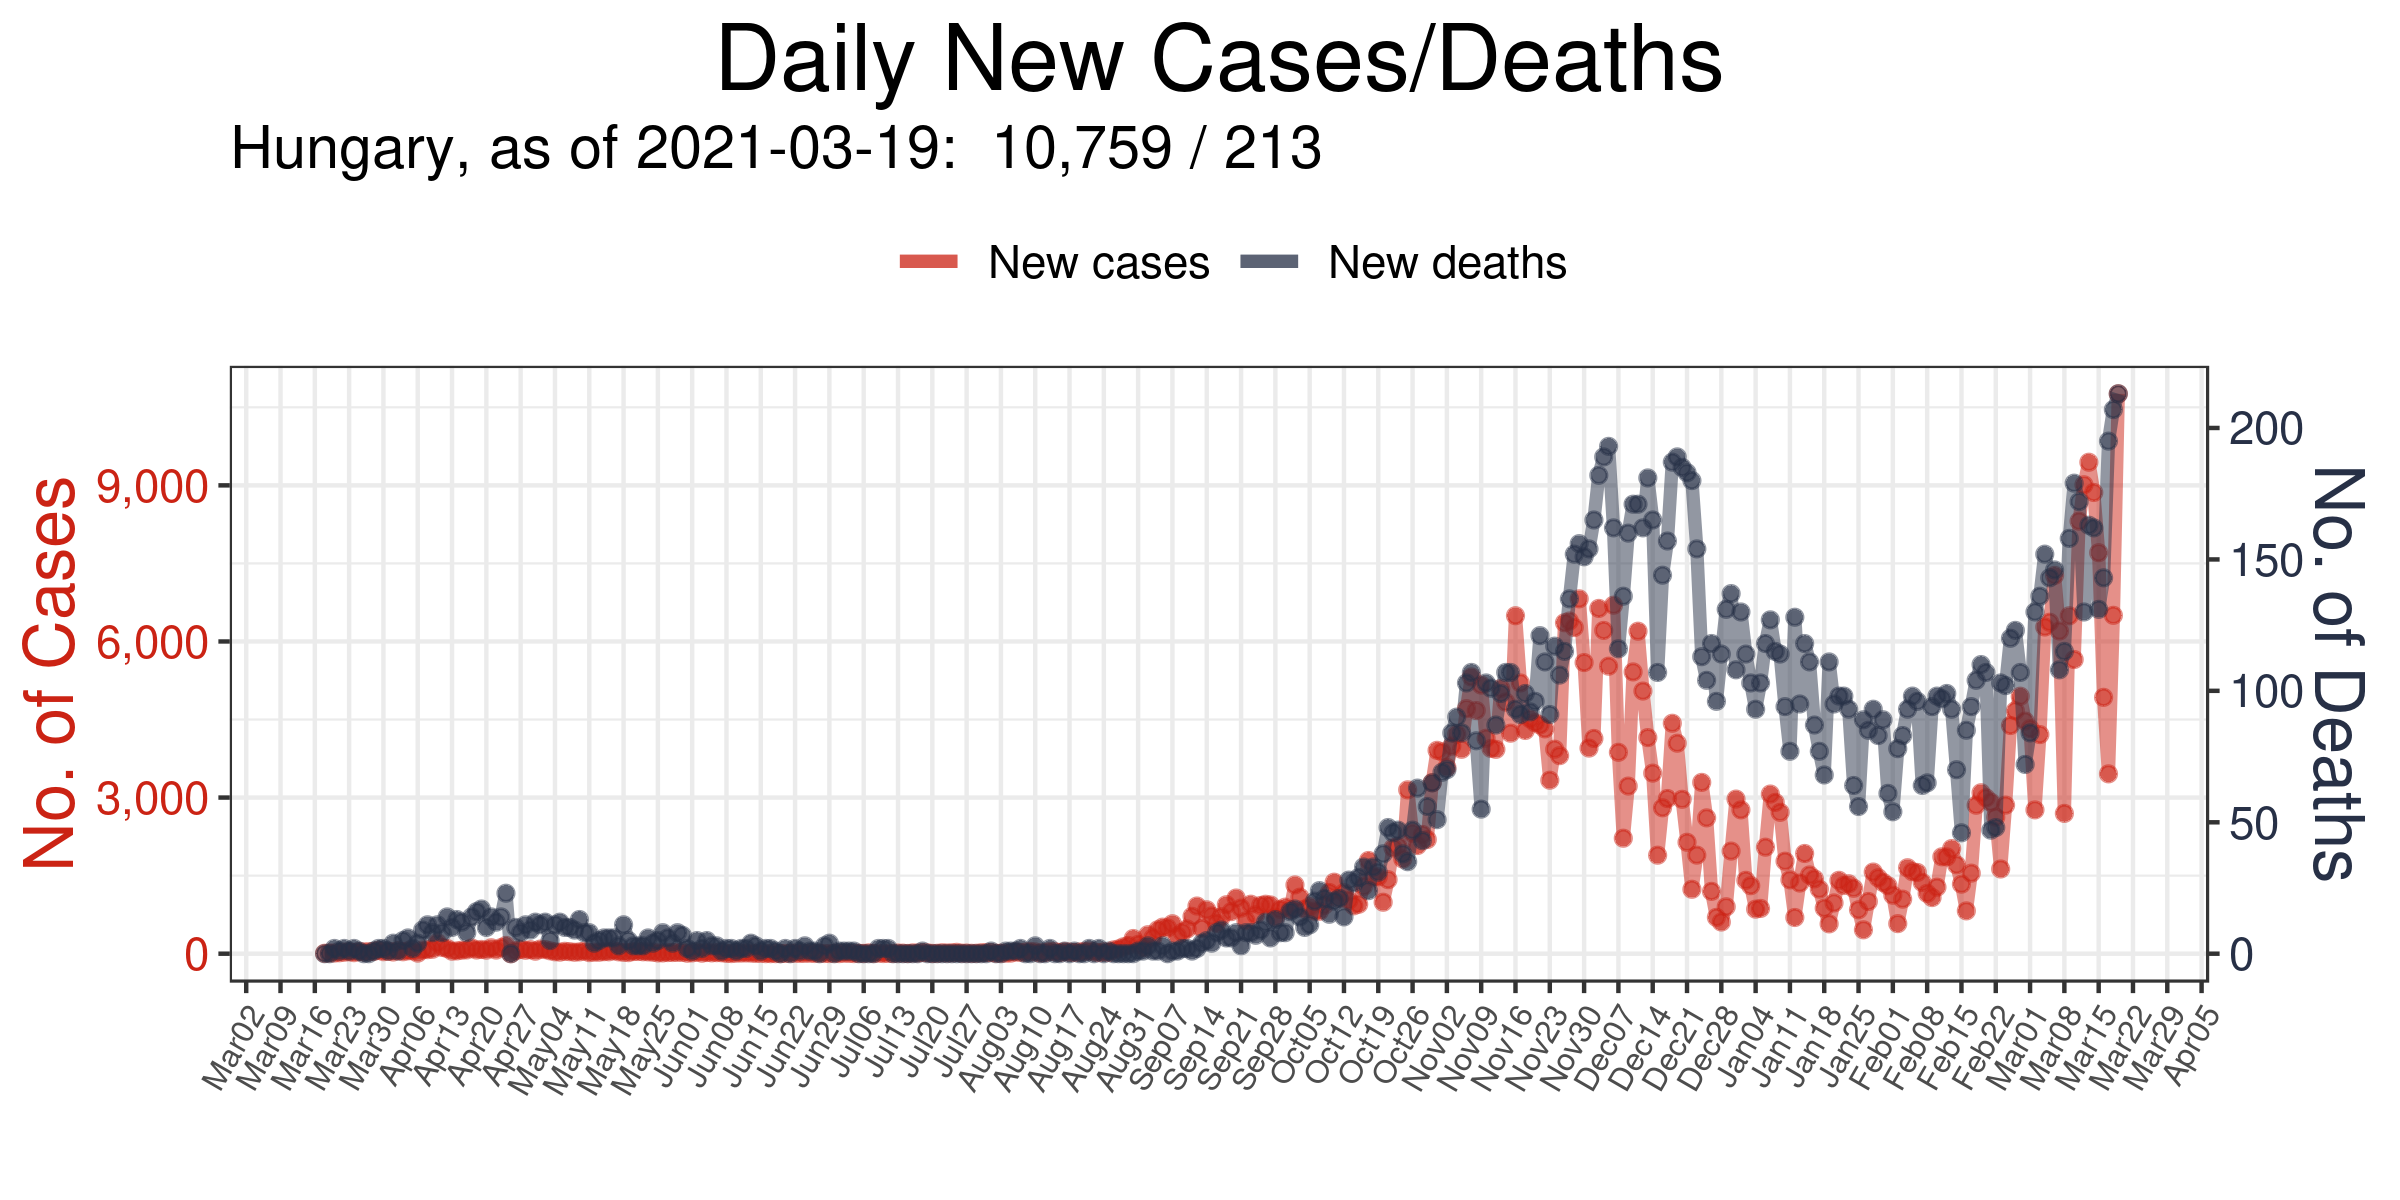 Daily New Cases/Deaths
Hungary, as of 2021-03-19:  10,759 / 213
New cases
New deaths
No. of Cases
9,000
6,000
3,000
0
200
150
100
50
0
No. of Deaths
Mar02
Mar09
Mar16
Mar23
Mar30
Apr06
Apr13
Apr20
Apr27
May04
May11
May18
May25
Jun01
Jun08
Jun15
Jun22
Jun29
Jul06
Jul13
Jul20
Jul27
Aug03
Aug10
Aug17
Aug24
Aug31
Sep07
Sep14
Sep21
Sep28
Oct05
Oct12
Oct19
Oct26
Nov02
Nov09
Nov16
Nov23
Nov30
Dec07
Dec14
Dec21
Dec28
Dec04
Jan11
Jan18
Jan25
Feb01
Feb08
Feb15
Feb22
Mar01
Mar08
Mar15
Mar22
Mar29
Apr05